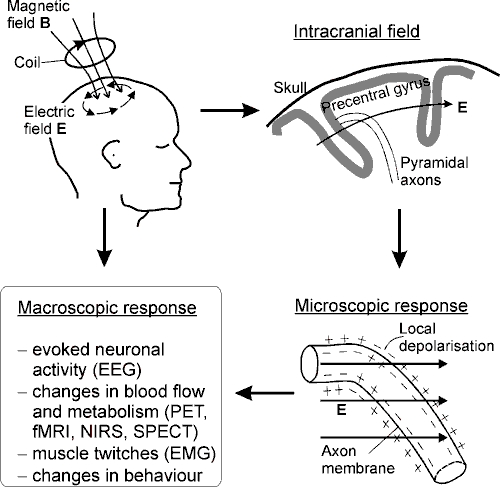 Magnetic
field B
Coil
Electric
field E
Intracranial field
Skull
Precentral gyrus
E
Pyramidal
axons
Macroscopic response
– evoked neuronal
activity (EEG)
– changes in blood flow
and metabolism (PET,
fMRI, NIRS, SPECT)
– muscle twitches (EMG)
– changes in behaviour
Microscopic response
Local
depolarisation
E
Axon
membrane